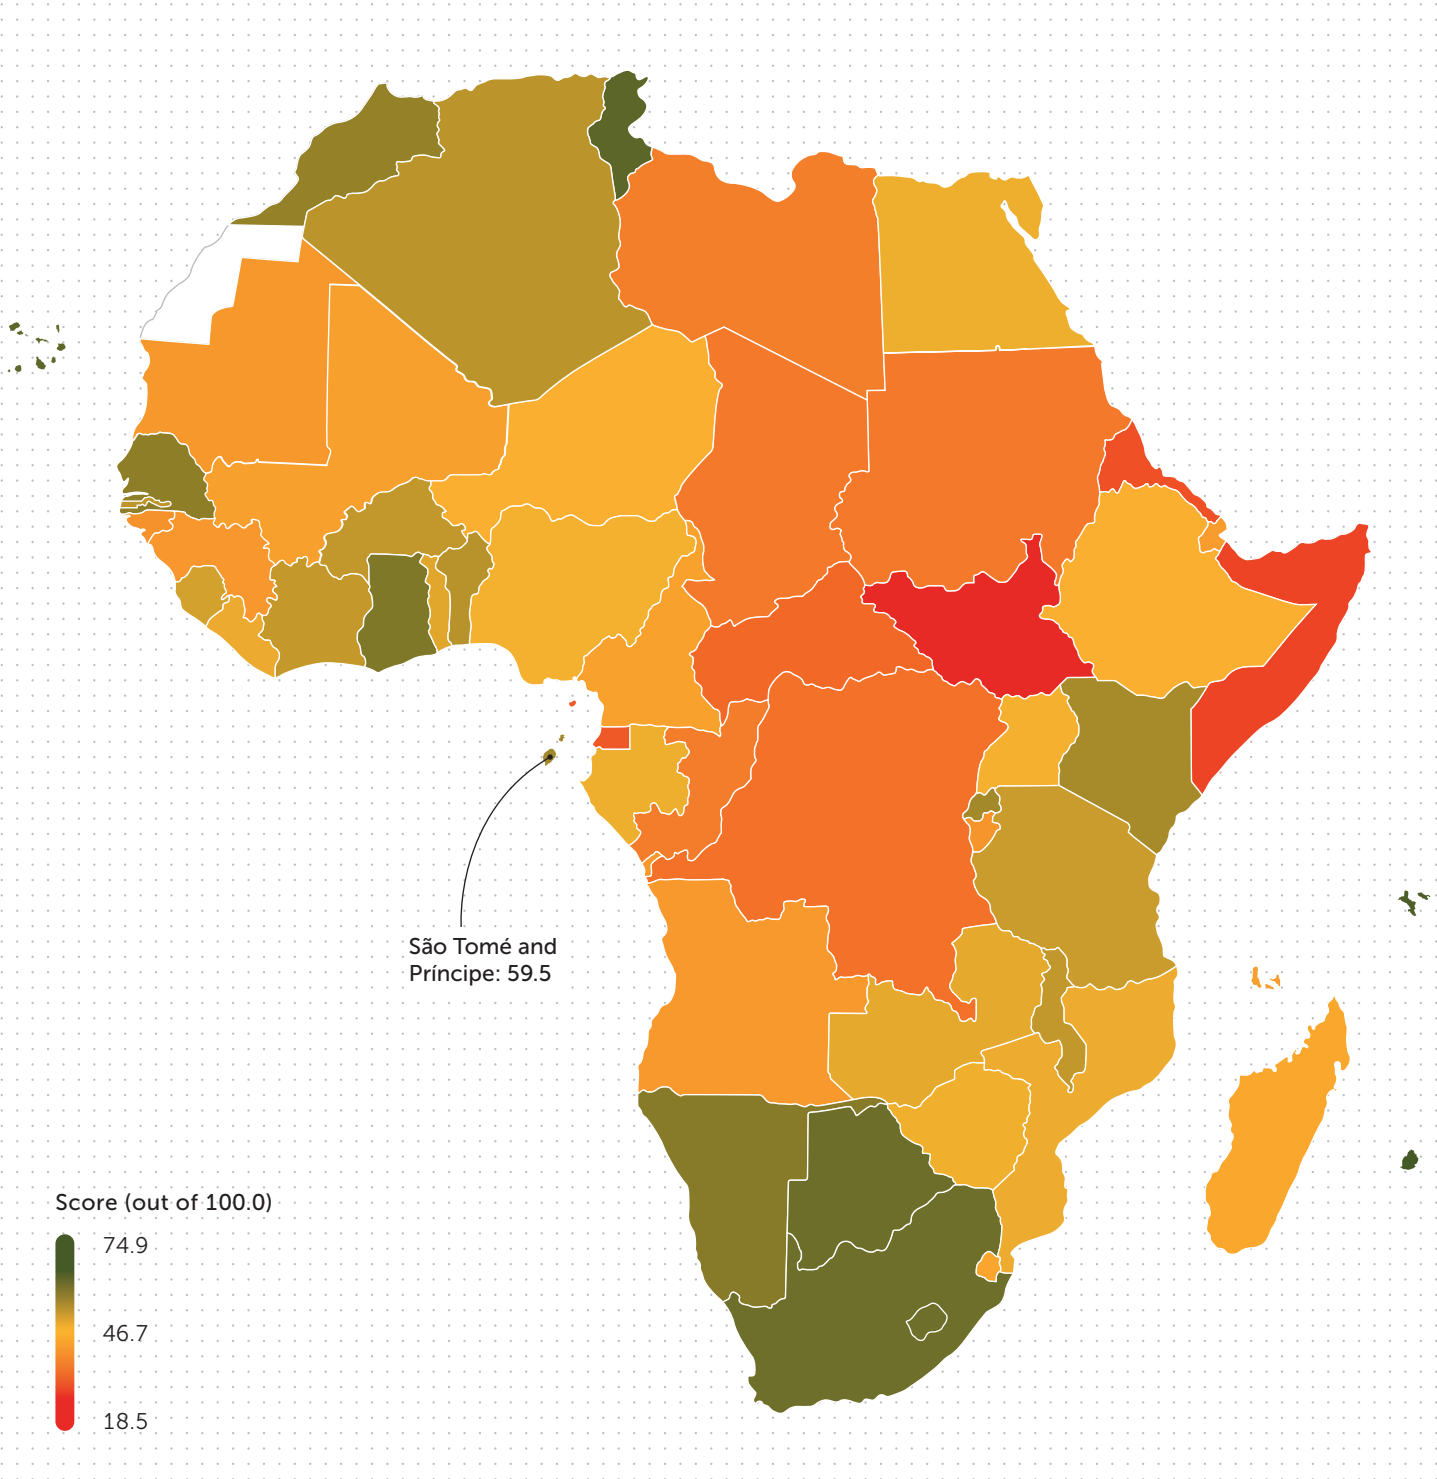 São Tomé and
Príncipe: 59.5
Score (out of 100.0)
74.9
46.7
18.5